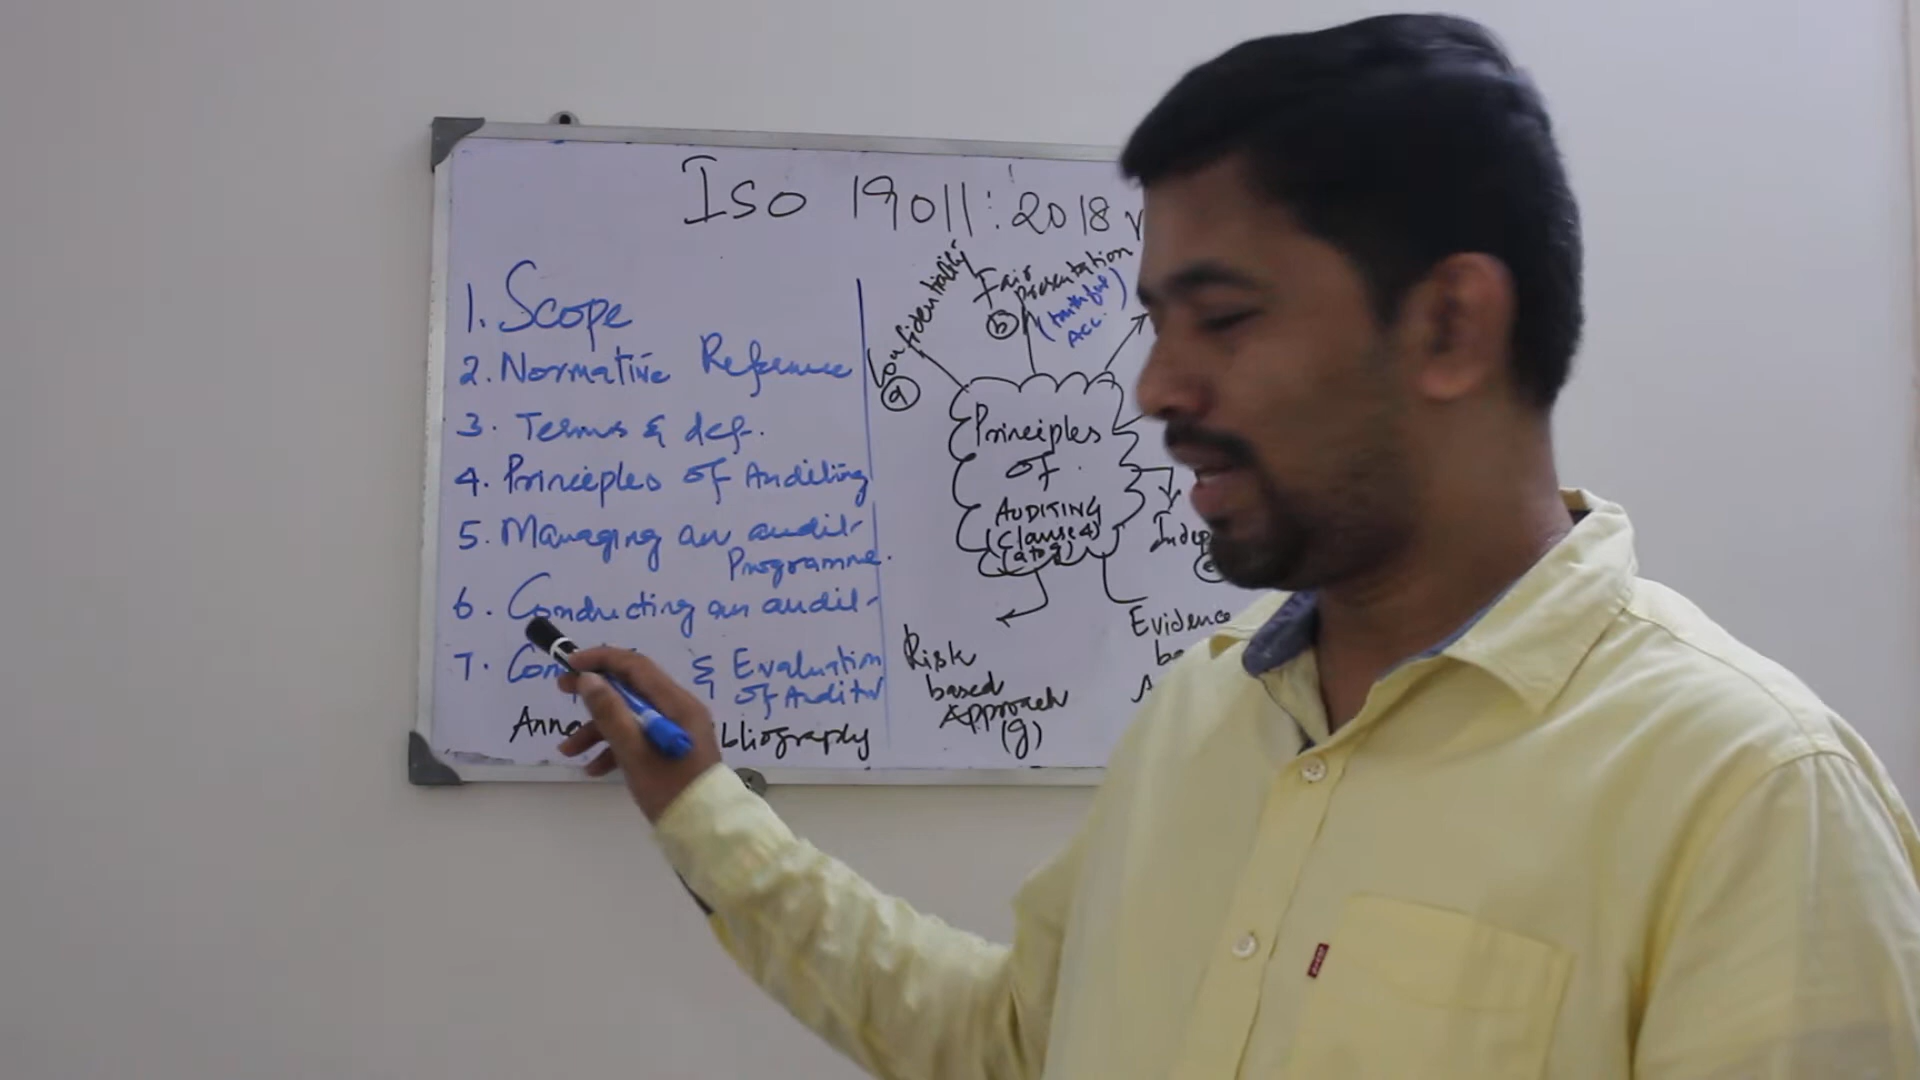 ISO 19011:2018
1. Scope
2. Normative Reference
3. Terms & def.
4. Principles of Auditing
5. Managing an audit
Programme.
6. Conducting an audit
7. & Evaluation
of Auditor
Confidentiality
(a)
Fair
presentation
(b)
(truthful
Acc.)
Principles
of
AUDITING
(Clause 4)
(a to g)
Risk
based
Approach
(g)
Evidence